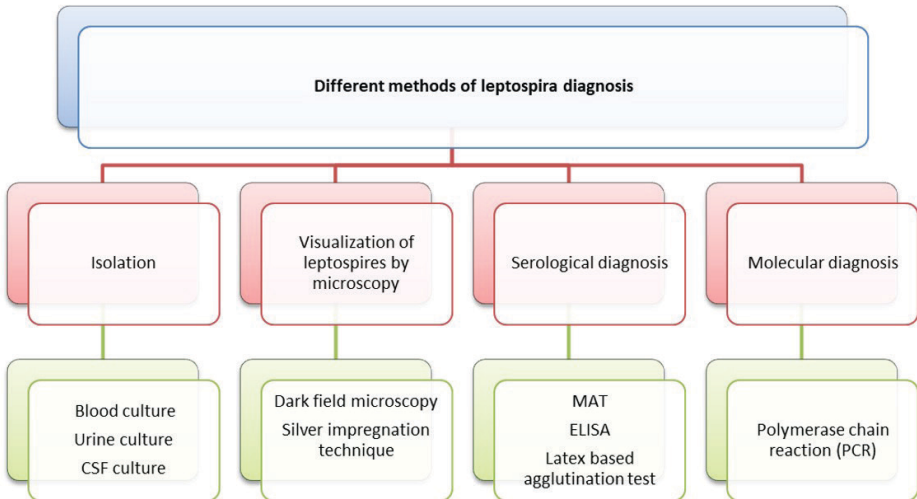 Different methods of leptospira diagnosis
Isolation
Visualization of
leptospires by
microscopy
Serological diagnosis
Molecular diagnosis
Blood culture
Urine culture
CSF culture
Dark field microscopy
Silver impregnation
technique
MAT
ELISA
Latex based
agglutination test
Polymerase chain
reaction (PCR)